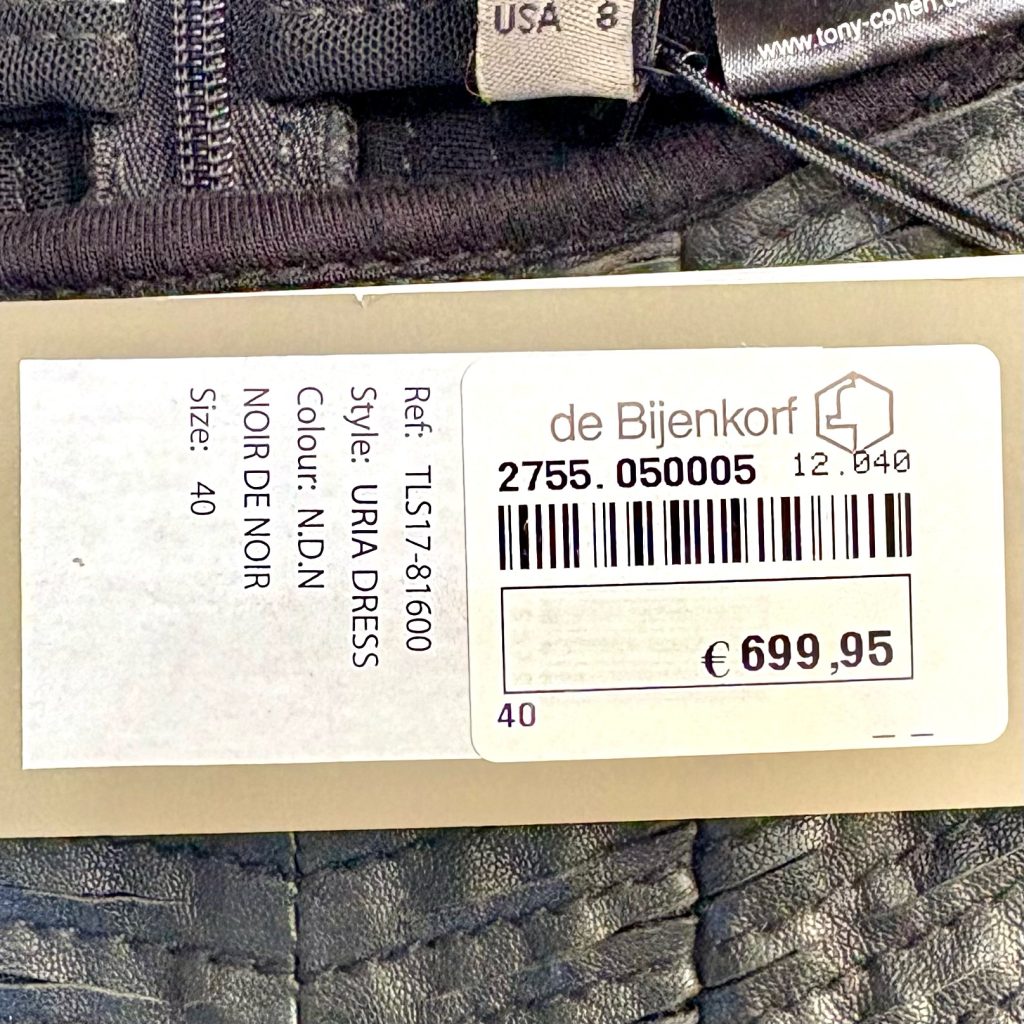 USA 8
www.tony-cohen.co
Ref: TLS17-81600
Style: URIA DRESS
Colour: N.D.N
NOIR DE NOIR
Size: 40
de Bijenkorf
2755.050005 12.040
€ 699,95
40